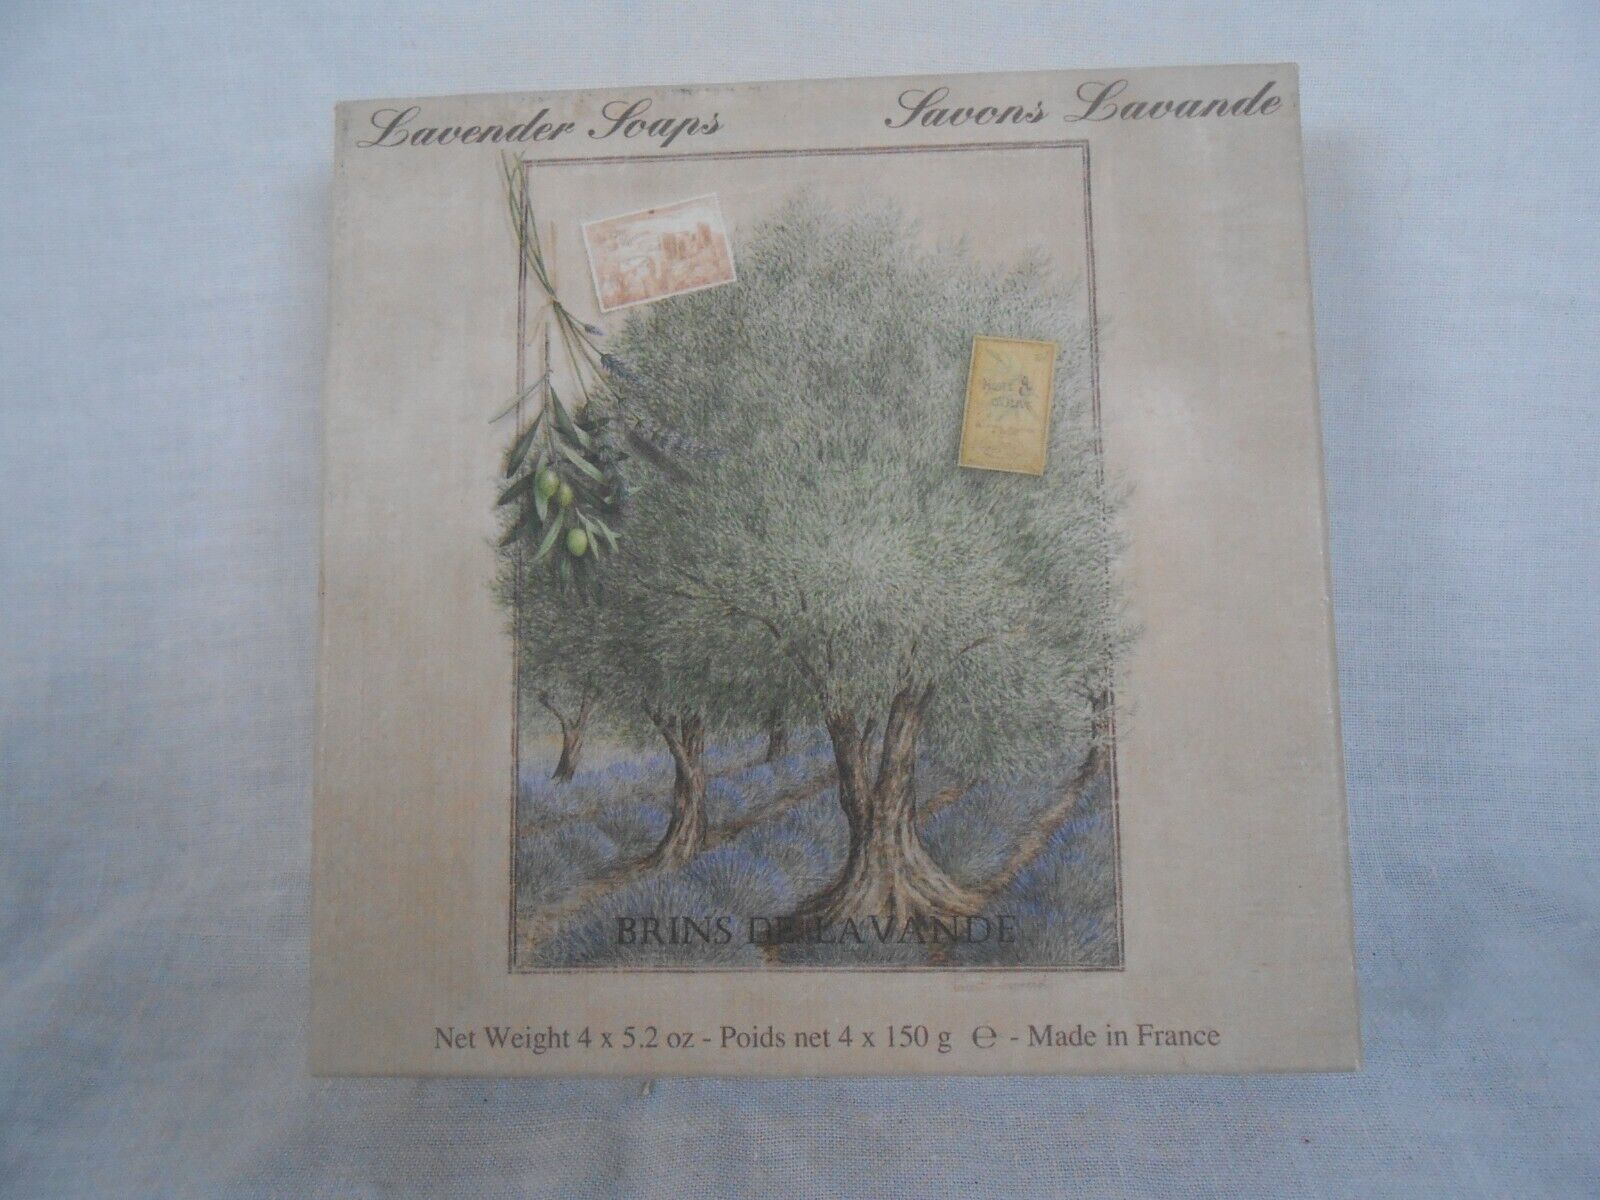 Lavender Soaps
Savons Lavande
BRINS DE LAVANDE
Net Weight 4 x 5.2 oz - Poids net 4 x 150 g ℮ - Made in France